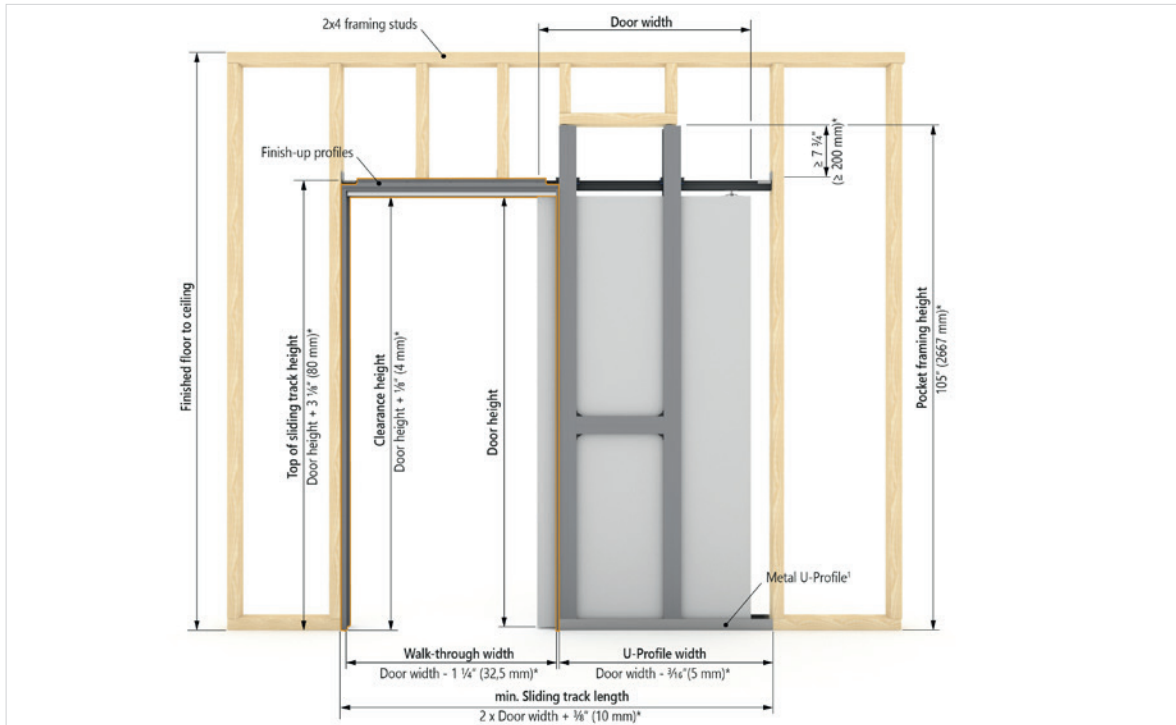 2x4 framing studs
Door width
Finish-up profiles
≥ 7 ¾"
(≥ 200 mm)*
Finished floor to ceiling
Top of sliding track height
Door height + 3 ⅛" (80 mm)*
Clearance height
Door height + ⅛" (4 mm)*
Door height
Pocket framing height
105" (2667 mm)*
Metal U-Profile¹
Walk-through width
Door width - 1 ¼" (32,5 mm)*
U-Profile width
Door width - 3⁄16"(5 mm)*
min. Sliding track length
2 x Door width + ⅜" (10 mm)*